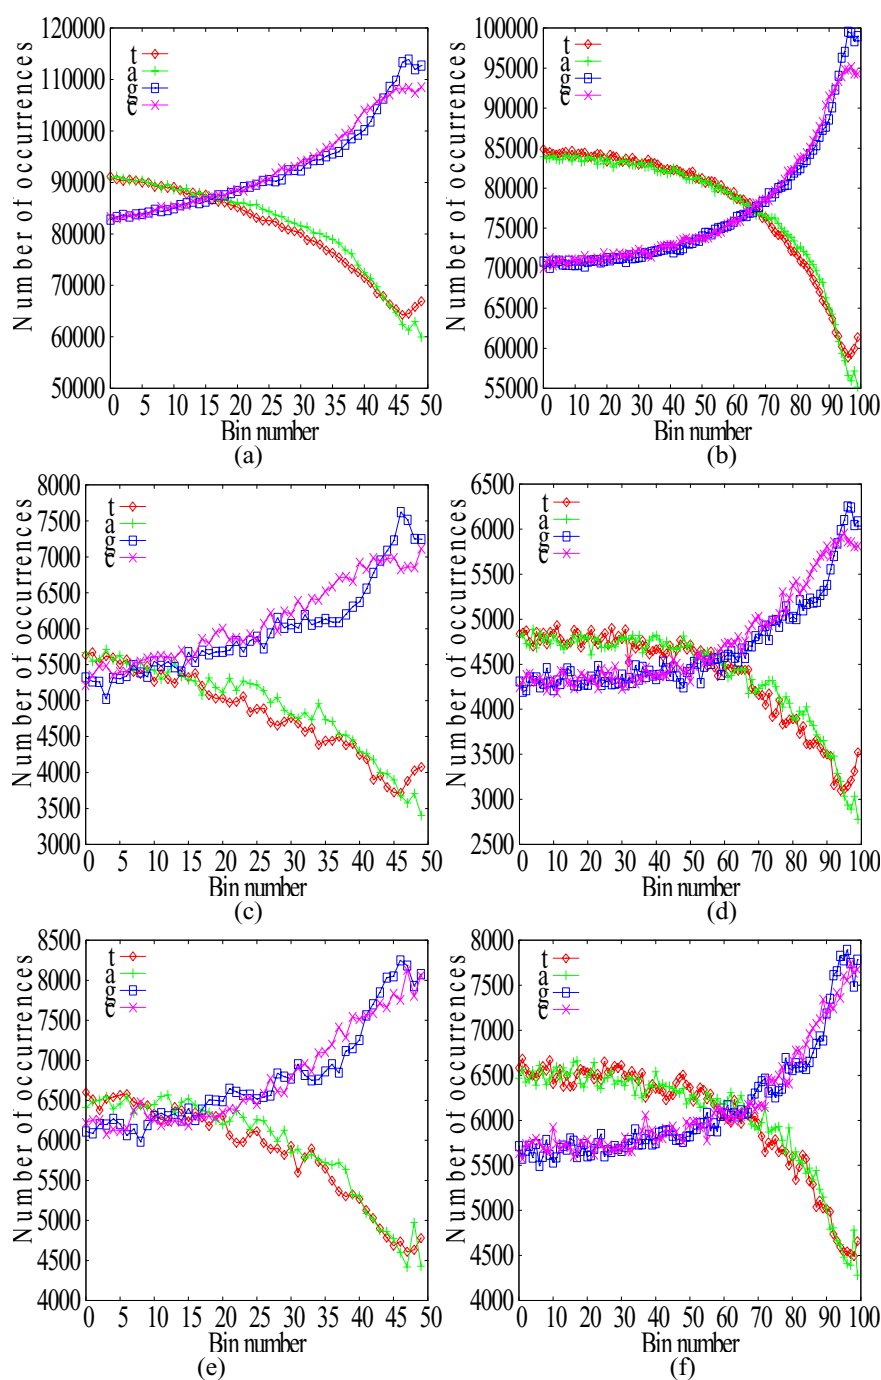 Number of occurrences
120000
110000
100000
90000
80000
70000
60000
50000
t
a
g
c
0 5 10 15 20 25 30 35 40 45 50
Bin number
(a)
Number of occurrences
100000
95000
90000
85000
80000
75000
70000
65000
60000
55000
t
a
g
c
0 10 20 30 40 50 60 70 80 90 100
Bin number
(b)
Number of occurrences
8000
7500
7000
6500
6000
5500
5000
4500
4000
3500
3000
t
a
g
c
0 5 10 15 20 25 30 35 40 45 50
Bin number
(c)
Number of occurrences
6500
6000
5500
5000
4500
4000
3500
3000
2500
t
a
g
c
0 10 20 30 40 50 60 70 80 90 100
Bin number
(d)
Number of occurrences
8500
8000
7500
7000
6500
6000
5500
5000
4500
4000
t
a
g
c
0 5 10 15 20 25 30 35 40 45 50
Bin number
(e)
Number of occurrences
8000
7500
7000
6500
6000
5500
5000
4500
4000
t
a
g
c
0 10 20 30 40 50 60 70 80 90 100
Bin number
(f)